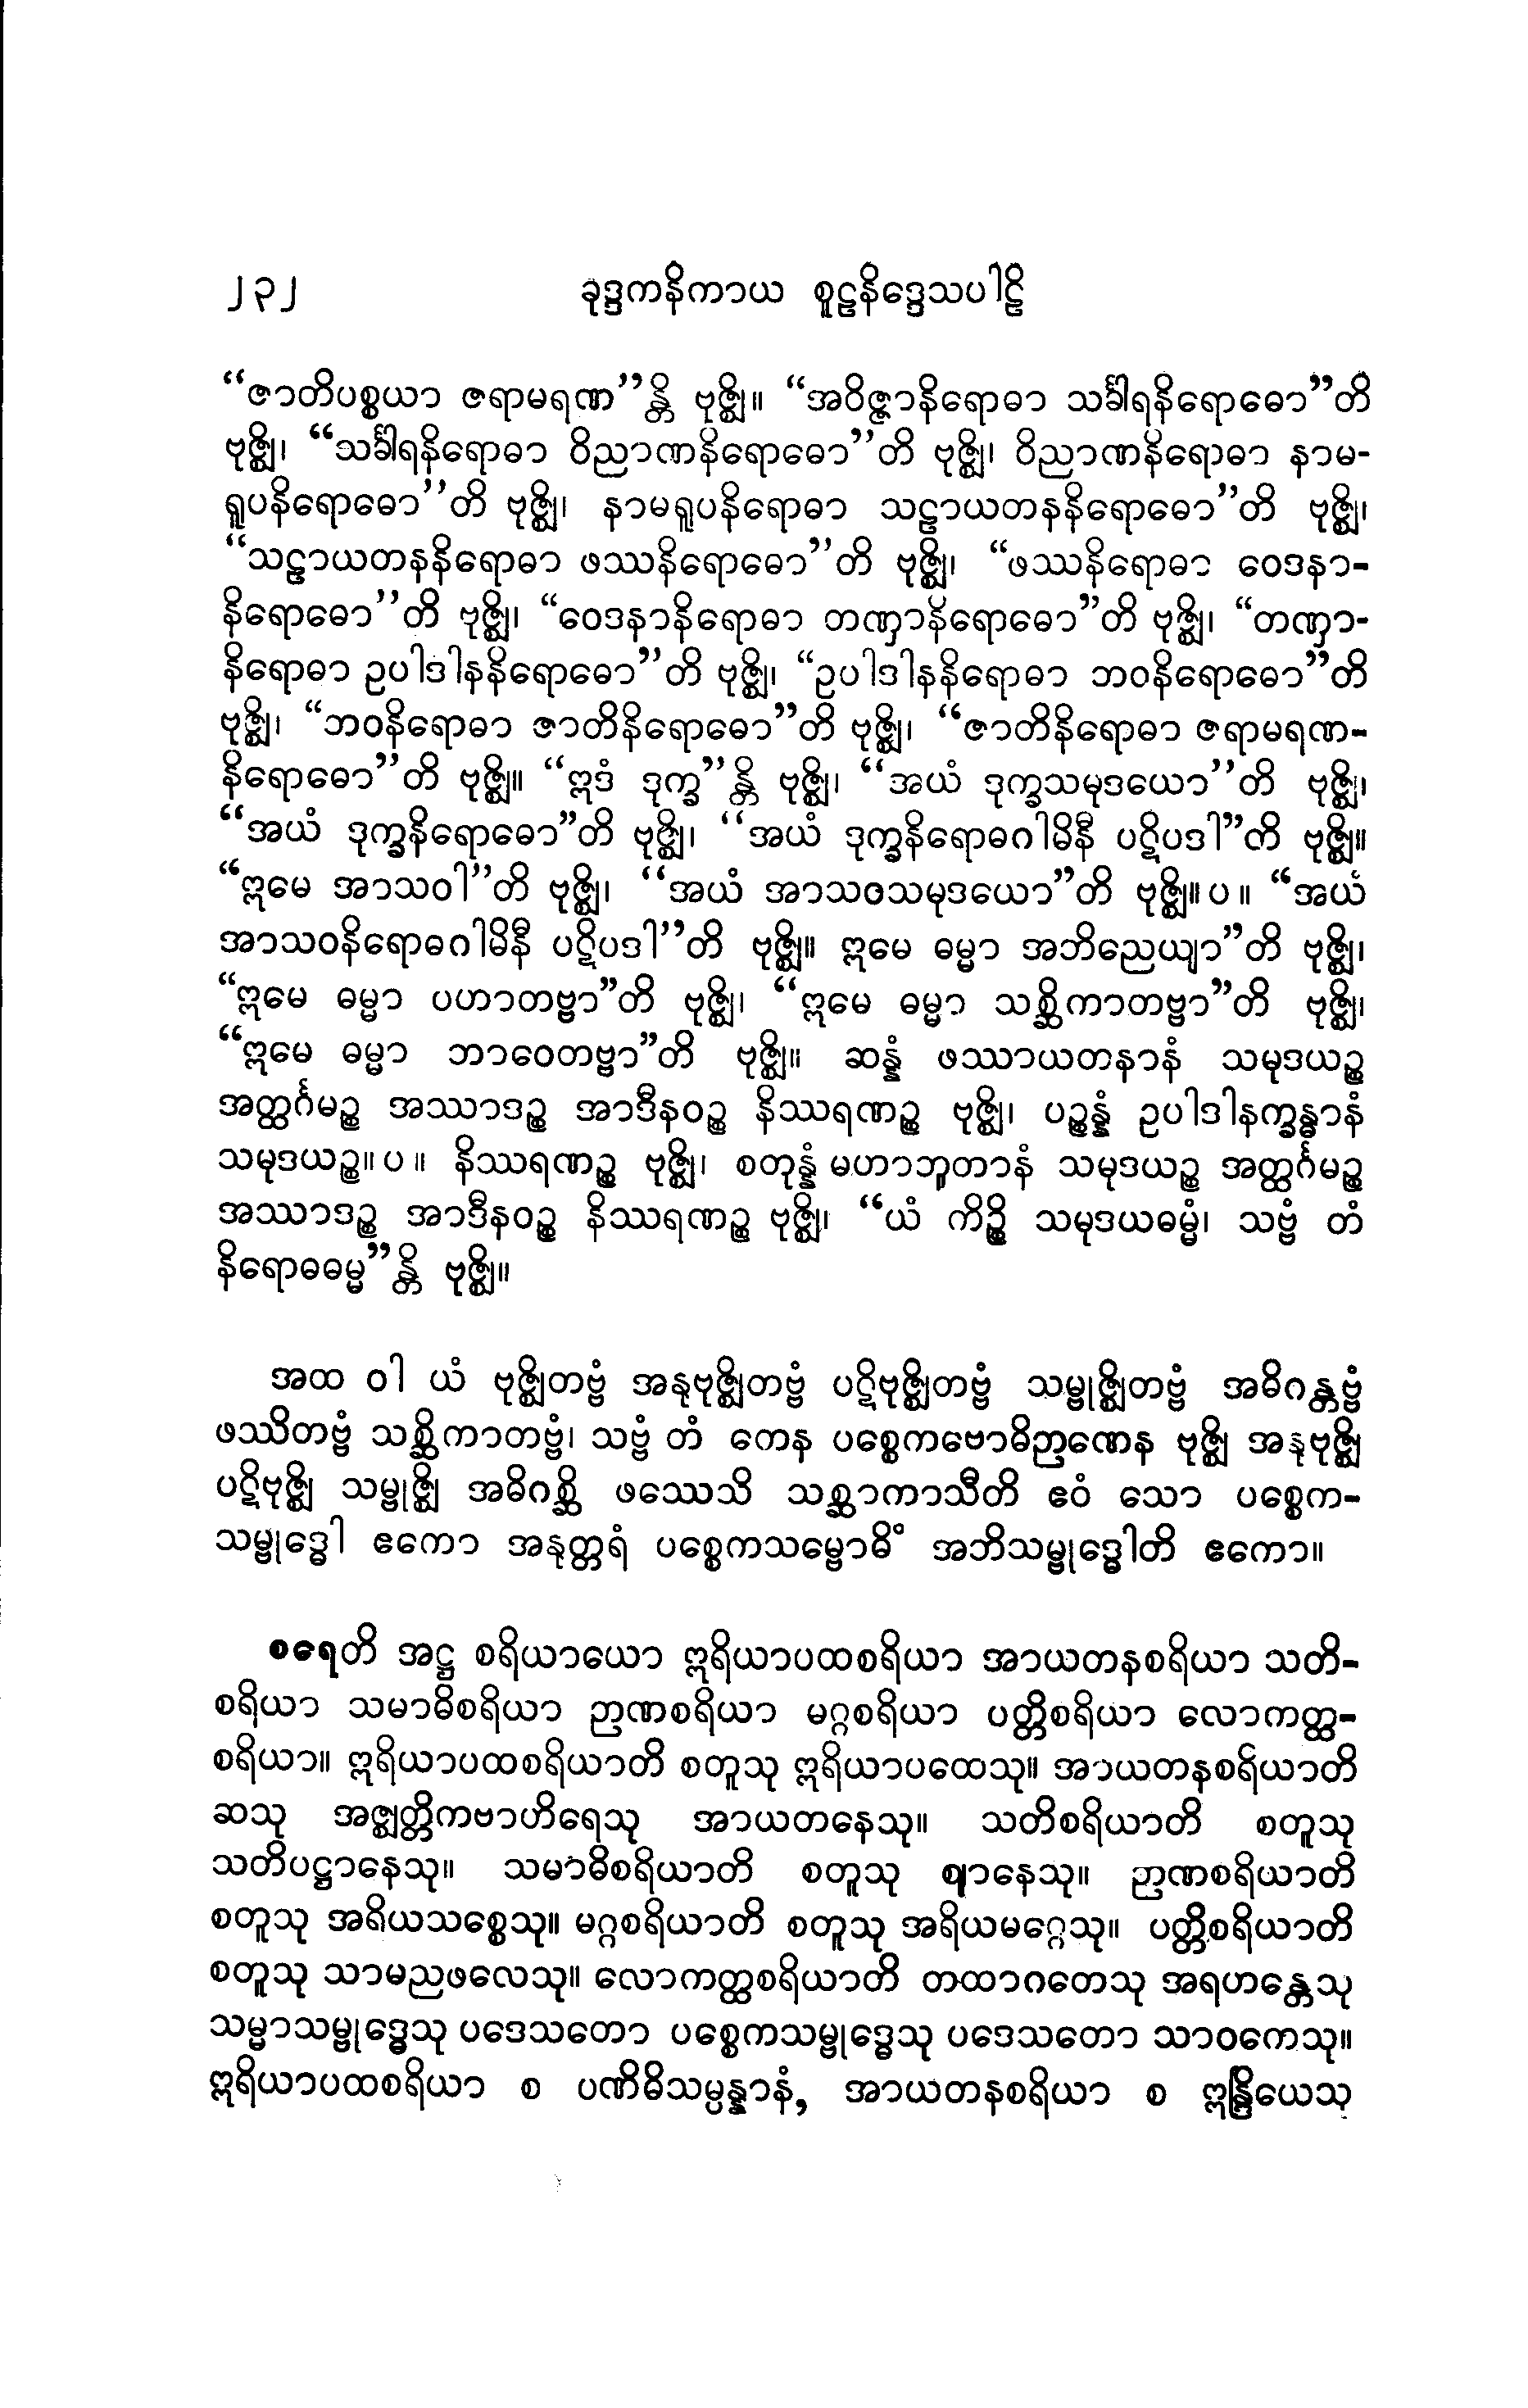 ၂၃၂ ခုဒ္ဒကနိကာယ စူဠနိဒ္ဒေသပါဠိ
“ဇာတိပစ္စယာ ဇရာမရဏ”န္တိ ဗုဇ္ဈိ။ “အဝိဇ္ဇာနိရောဓာ သင်္ခါရနိရောဓော”တိ
ဗုဇ္ဈိ၊ “သင်္ခါရနိရောဓာ ဝိညာဏနိရောဓော”တိ ဗုဇ္ဈိ၊ ဝိညာဏနိရောဓာ နာမ-
ရူပနိရောဓော”တိ ဗုဇ္ဈိ၊ နာမရူပနိရောဓာ သဠာယတနနိရောဓော”တိ ဗုဇ္ဈိ၊
“သဠာယတနနိရောဓာ ဖဿနိရောဓော”တိ ဗုဇ္ဈိ၊ “ဖဿနိရောဓာ ဝေဒနာ-
နိရောဓော”တိ ဗုဇ္ဈိ၊ “ဝေဒနာနိရောဓာ တဏှာနိရောဓော”တိ ဗုဇ္ဈိ၊ “တဏှာ-
နိရောဓာ ဥပါဒါနနိရောဓော”တိ ဗုဇ္ဈိ၊ “ဥပါဒါနနိရောဓာ ဘဝနိရောဓော”တိ
ဗုဇ္ဈိ၊ “ဘဝနိရောဓာ ဇာတိနိရောဓော”တိ ဗုဇ္ဈိ၊ “ဇာတိနိရောဓာ ဇရာမရဏ-
နိရောဓော”တိ ဗုဇ္ဈိ။ “ဣဒံ ဒုက္ခ”န္တိ ဗုဇ္ဈိ၊ “အယံ ဒုက္ခသမုဒယော”တိ ဗုဇ္ဈိ၊
“အယံ ဒုက္ခနိရောဓော”တိ ဗုဇ္ဈိ၊ “အယံ ဒုက္ခနိရောဓဂါမိနီ ပဋိပဒါ”တိ ဗုဇ္ဈိ။
“ဣမေ အာသဝါ”တိ ဗုဇ္ဈိ၊ “အယံ အာသဝသမုဒယော”တိ ဗုဇ္ဈိ။ ပ ။ “အယံ
အာသဝနိရောဓဂါမိနီ ပဋိပဒါ”တိ ဗုဇ္ဈိ။ ဣမေ ဓမ္မာ အဘိညေယျာ”တိ ဗုဇ္ဈိ၊
“ဣမေ ဓမ္မာ ပဟာတဗ္ဗာ”တိ ဗုဇ္ဈိ၊ “ဣမေ ဓမ္မာ သစ္ဆိကာတဗ္ဗာ”တိ ဗုဇ္ဈိ၊
“ဣမေ ဓမ္မာ ဘာဝေတဗ္ဗာ”တိ ဗုဇ္ဈိ။ ဆန္နံ ဖဿာယတနာနံ သမုဒယဉ္စ
အတ္ထင်္ဂမဉ္စ အဿာဒဉ္စ အာဒီနဝဉ္စ နိဿရဏဉ္စ ဗုဇ္ဈိ၊ ပဉ္စန္နံ ဥပါဒါနက္ခန္ဓာနံ
သမုဒယဉ္စ။ ပ ။ နိဿရဏဉ္စ ဗုဇ္ဈိ၊ စတုန္နံ မဟာဘူတာနံ သမုဒယဉ္စ အတ္ထင်္ဂမဉ္စ
အဿာဒဉ္စ အာဒီနဝဉ္စ နိဿရဏဉ္စ ဗုဇ္ဈိ၊ “ယံ ကိဉ္စိ သမုဒယဓမ္မံ၊ သဗ္ဗံ တံ
နိရောဓဓမ္မ”န္တိ ဗုဇ္ဈိ။
အထ ဝါ ယံ ဗုဇ္ဈိတဗ္ဗံ အနုဗုဇ္ဈိတဗ္ဗံ ပဋိဗုဇ္ဈိတဗ္ဗံ သမ္ဗုဇ္ဈိတဗ္ဗံ အဓိဂန္တဗ္ဗံ
ဖဿိတဗ္ဗံ သစ္ဆိကာတဗ္ဗံ၊ သဗ္ဗံ တံ ကေန ပစ္စေကဗောဓိဉာဏေန ဗုဇ္ဈိ အနုဗုဇ္ဈိ
ပဋိဗုဇ္ဈိ သမ္ဗုဇ္ဈိ အဓိဂစ္ဆိ ဖဿေသိ သစ္ဆာကာသီတိ ဧဝံ သော ပစ္စေက-
သမ္ဗုဒ္ဓေါ ဧကော အနုတ္တရံ ပစ္စေကသမ္ဗောဓိံ အဘိသမ္ဗုဒ္ဓေါတိ ဧကော။
စရေတိ အဋ္ဌ စရိယာယော ဣရိယာပထစရိယာ အာယတနစရိယာ သတိ-
စရိယာ သမာဓိစရိယာ ဉာဏစရိယာ မဂ္ဂစရိယာ ပတ္တိစရိယာ လောကတ္ထ-
စရိယာ။ ဣရိယာပထစရိယာတိ စတူသု ဣရိယာပထေသု။ အာယတနစရိယာတိ
ဆသု အဇ္ဈတ္တိကဗာဟိရေသု အာယတနေသု။ သတိစရိယာတိ စတူသု
သတိပဋ္ဌာနေသု။ သမာဓိစရိယာတိ စတူသု ဈာနေသု။ ဉာဏစရိယာတိ
စတူသု အရိယသစ္စေသု။ မဂ္ဂစရိယာတိ စတူသု အရိယမဂ္ဂေသု။ ပတ္တိစရိယာတိ
စတူသု သာမညဖလေသု။ လောကတ္ထစရိယာတိ တထာဂတေသု အရဟန္တေသု
သမ္မာသမ္ဗုဒ္ဓေသု ပဒေသတော ပစ္စေကသမ္ဗုဒ္ဓေသု ပဒေသတော သာဝကေသု။
ဣရိယာပထစရိယာ စ ပဏိဓိသမ္ပန္နာနံ, အာယတနစရိယာ စ ဣန္ဒြိယေသု